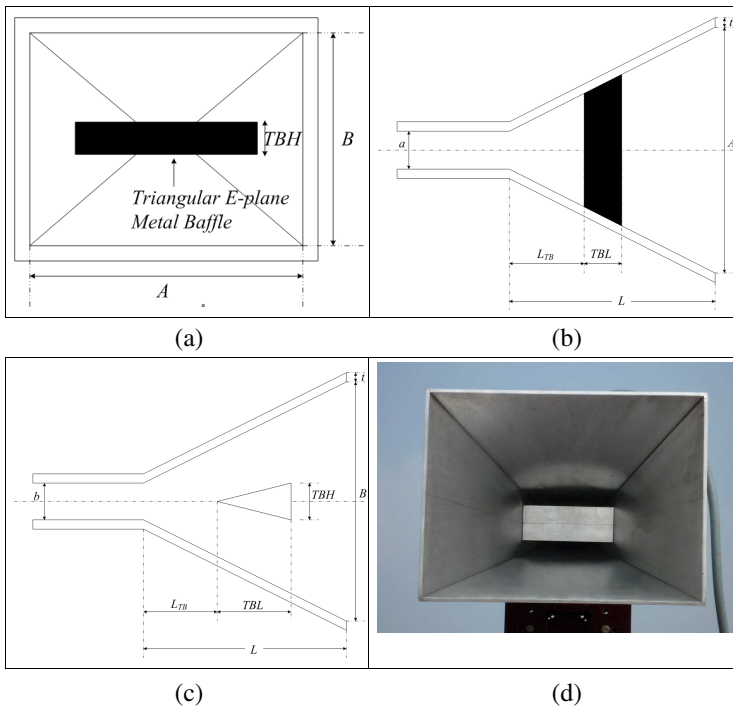 TBH
B
Triangular E-plane
Metal Baffle
A
(a)
t
a
A
L_TB
TBL
L
(b)
t
b
TBH
B
L_TB
TBL
L
(c)
(d)